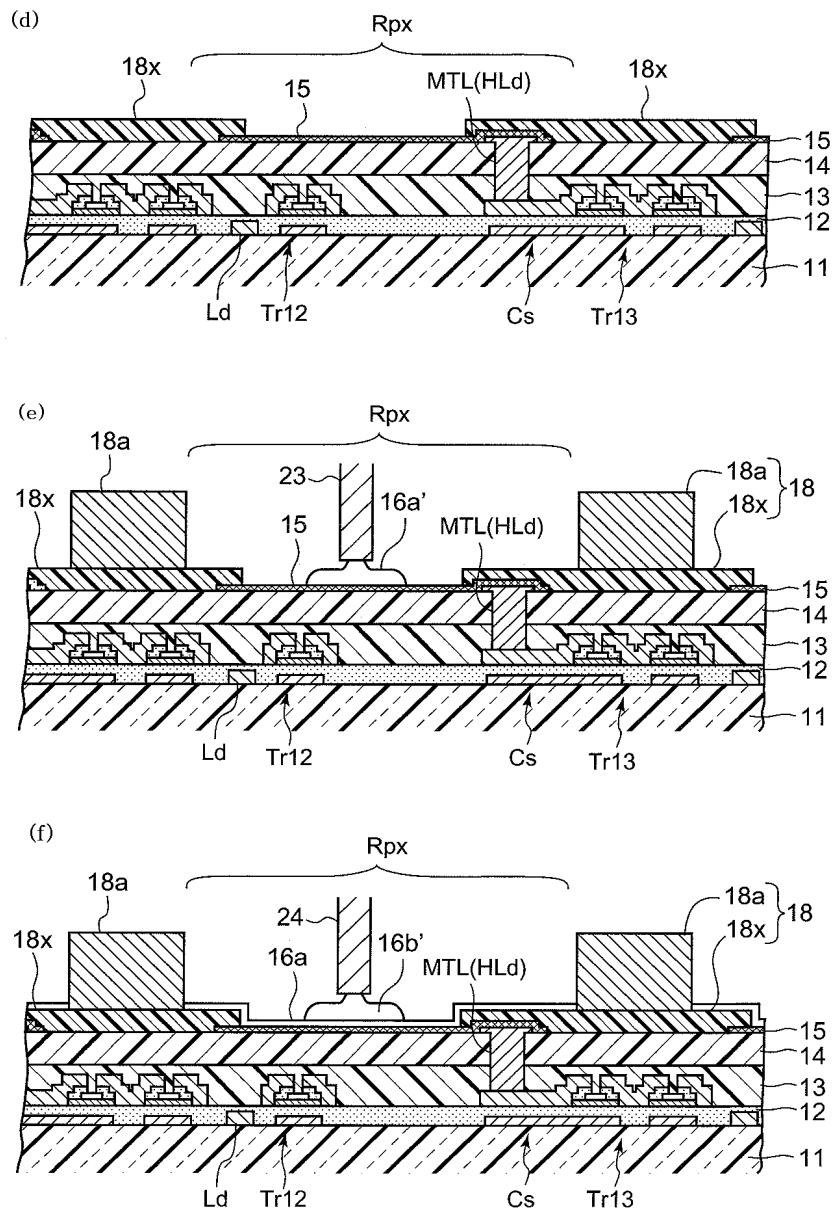 (d)
Rpx
18x
15
MTL(HLd)
18x
15
14
13
12
11
Ld
Tr12
Cs
Tr13
(e)
Rpx
18a
23
16a’
18a
18
18x
18x
15
MTL(HLd)
15
14
13
12
11
Ld
Tr12
Cs
Tr13
(f)
Rpx
18a
24
18a
18
18x
18x
16a
16b’
MTL(HLd)
15
14
13
12
11
Ld
Tr12
Cs
Tr13